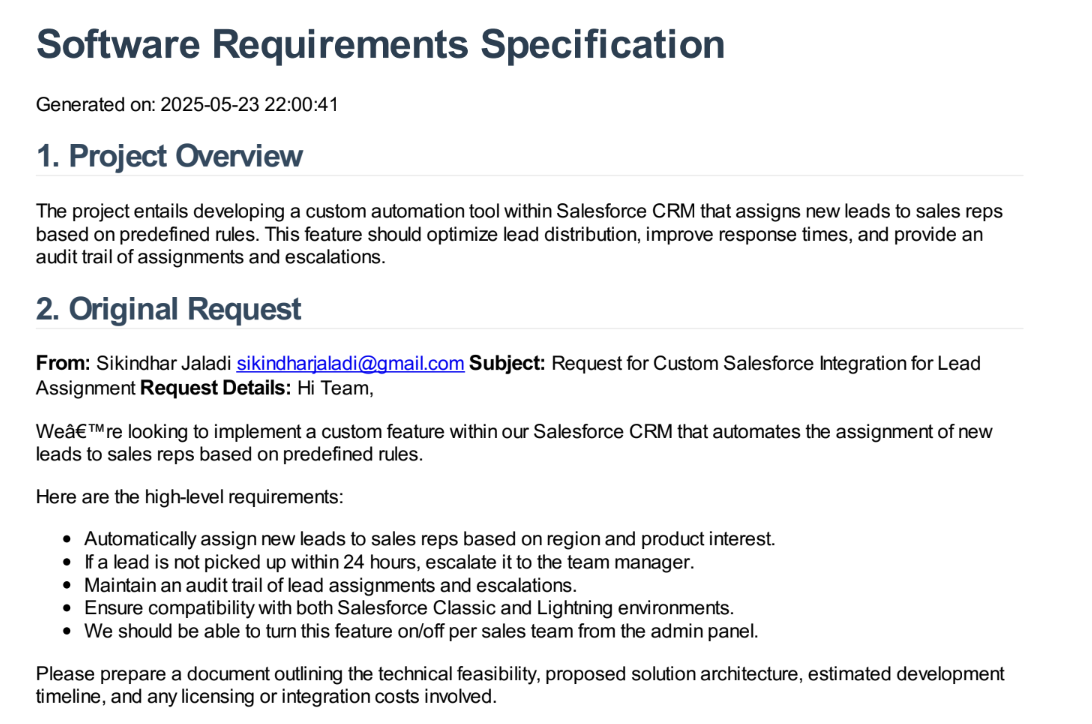 Software Requirements Specification
Generated on: 2025-05-23 22:00:41
1. Project Overview
The project entails developing a custom automation tool within Salesforce CRM that assigns new leads to sales reps
based on predefined rules. This feature should optimize lead distribution, improve response times, and provide an
audit trail of assignments and escalations.
2. Original Request
From: Sikindhar Jaladi sikindharjaladi@gmail.com Subject: Request for Custom Salesforce Integration for Lead
Assignment Request Details: Hi Team,
Weâ€™re looking to implement a custom feature within our Salesforce CRM that automates the assignment of new
leads to sales reps based on predefined rules.
Here are the high-level requirements:
• Automatically assign new leads to sales reps based on region and product interest.
• If a lead is not picked up within 24 hours, escalate it to the team manager.
• Maintain an audit trail of lead assignments and escalations.
• Ensure compatibility with both Salesforce Classic and Lightning environments.
• We should be able to turn this feature on/off per sales team from the admin panel.
Please prepare a document outlining the technical feasibility, proposed solution architecture, estimated development
timeline, and any licensing or integration costs involved.